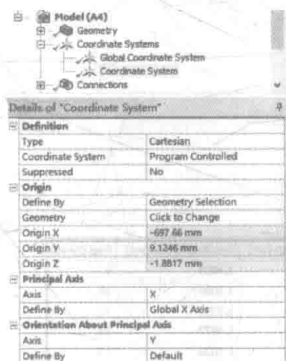 Model (A4)
Geometry
Coordinate Systems
Global Coordinate System
Coordinate System
Connections
Details of "Coordinate System"
Definition
Type Cartesian
Coordinate System Program Controlled
Suppressed No
Origin
Define By Geometry Selection
Geometry Click to Change
Origin X -697.66 mm
Origin Y 9.1246 mm
Origin Z -1.8817 mm
Principal Axis
Axis X
Define By Global X Axis
Orientation About Principal Axis
Axis Y
Define By Default